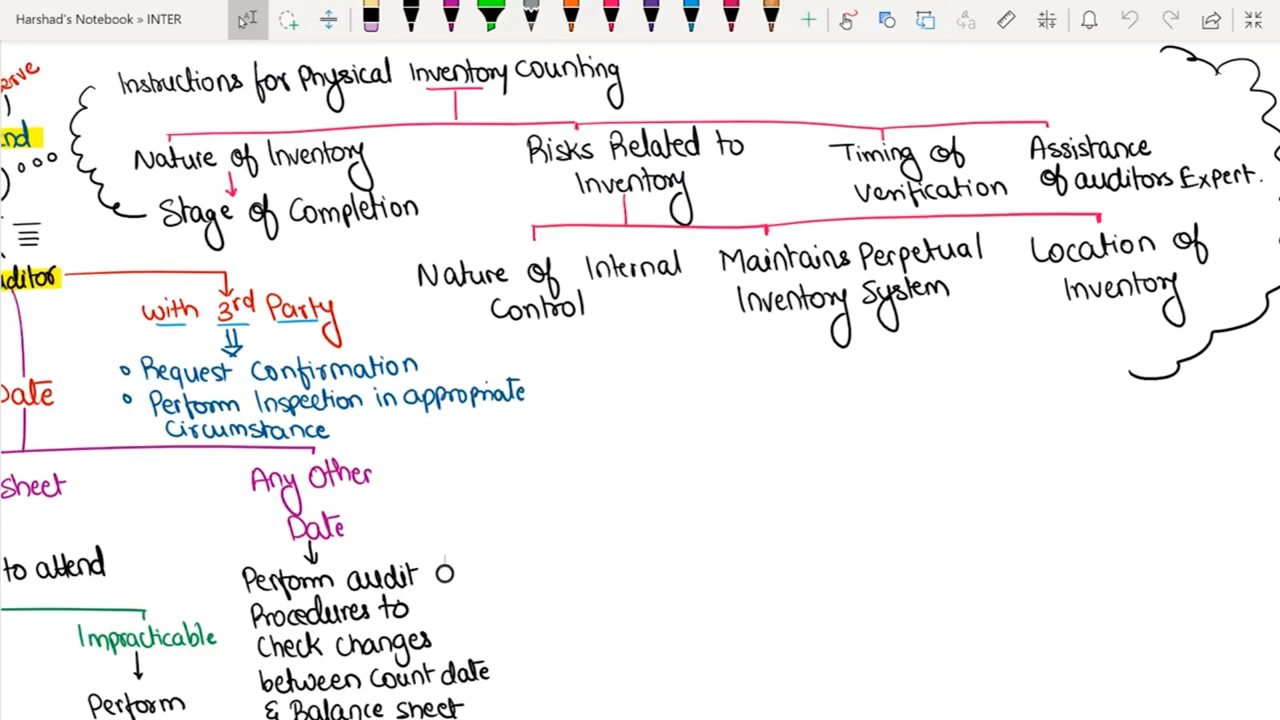 Harshad's Notebook » INTER
Instructions for Physical Inventory counting
Nature of Inventory
Stage of Completion
Risks Related to
Inventory
Timing of
verification
Assistance
of auditors Expert.
Nature of Internal
Control
Maintains Perpetual
Inventory System
Location of
Inventory
erve
nd
uditor
with 3rd Party
Request Confirmation
Perform Inspection in appropriate
Circumstance
Date
sheet
Any Other
Date
to attend
Perform audit
Procedures to
Check changes
between count date
& Balance sheet
Impracticable
Perform